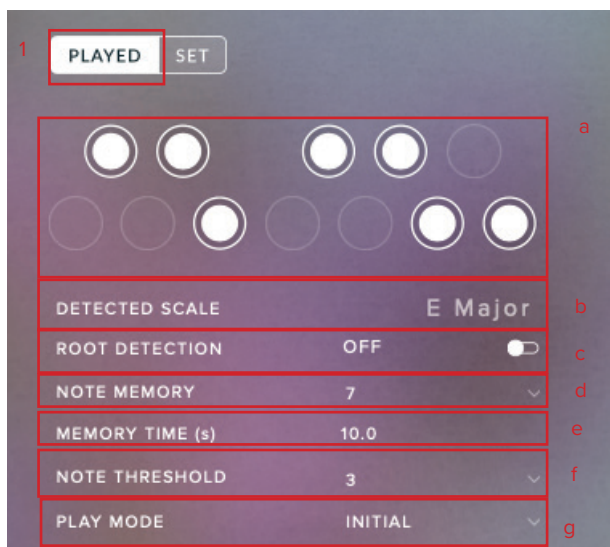 1 PLAYED SET
a
DETECTED SCALE E Major b
ROOT DETECTION OFF c
NOTE MEMORY 7 d
MEMORY TIME (s) 10.0 e
NOTE THRESHOLD 3 f
PLAY MODE INITIAL g